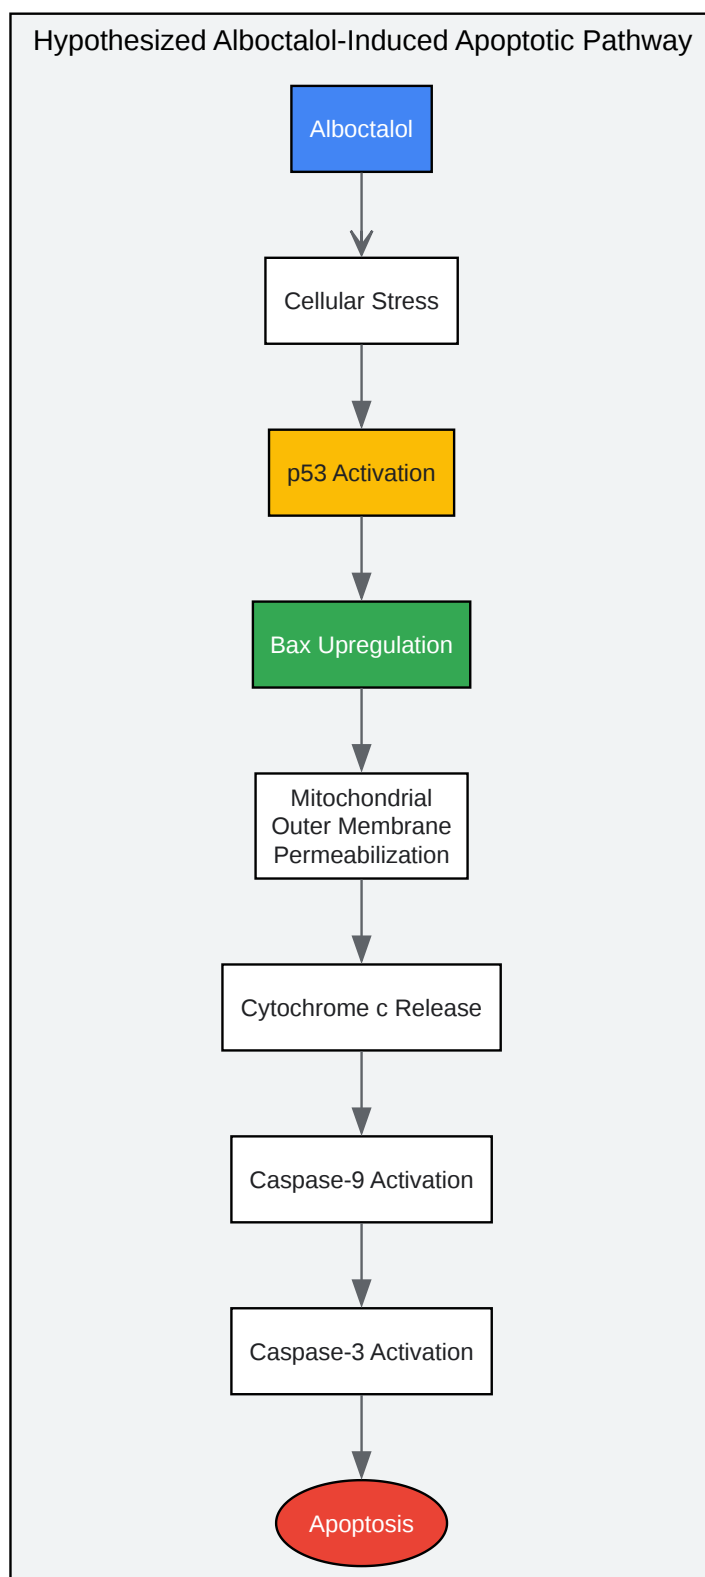 Hypothesized Alboctalol-Induced Apoptotic Pathway
Alboctalol
Cellular Stress
p53 Activation
Bax Upregulation
Mitochondrial
Outer Membrane
Permeabilization
Cytochrome c Release
Caspase-9 Activation
Caspase-3 Activation
Apoptosis